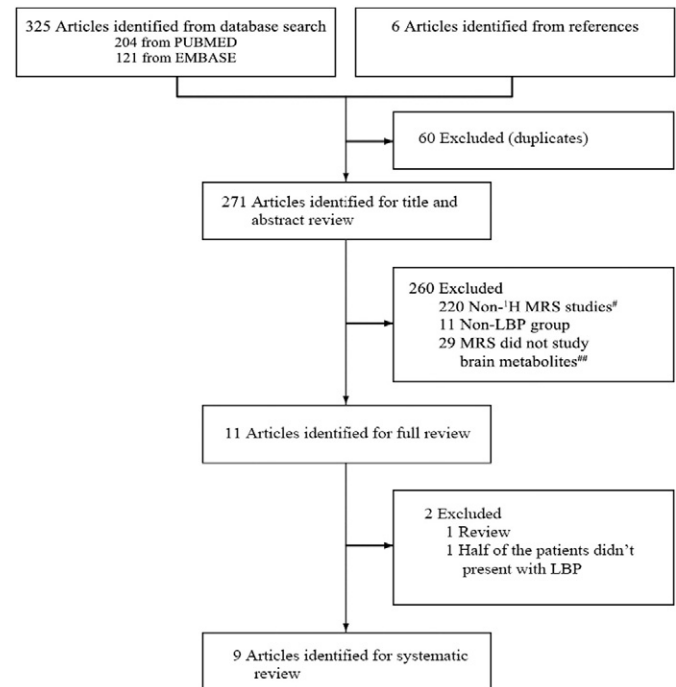 325 Articles identified from database search
204 from PUBMED
121 from EMBASE
6 Articles identified from references
60 Excluded (duplicates)
271 Articles identified for title and
abstract review
260 Excluded
220 Non-¹H MRS studies#
11 Non-LBP group
29 MRS did not study
brain metabolites##
11 Articles identified for full review
2 Excluded
1 Review
1 Half of the patients didn't
present with LBP
9 Articles identified for systematic
review